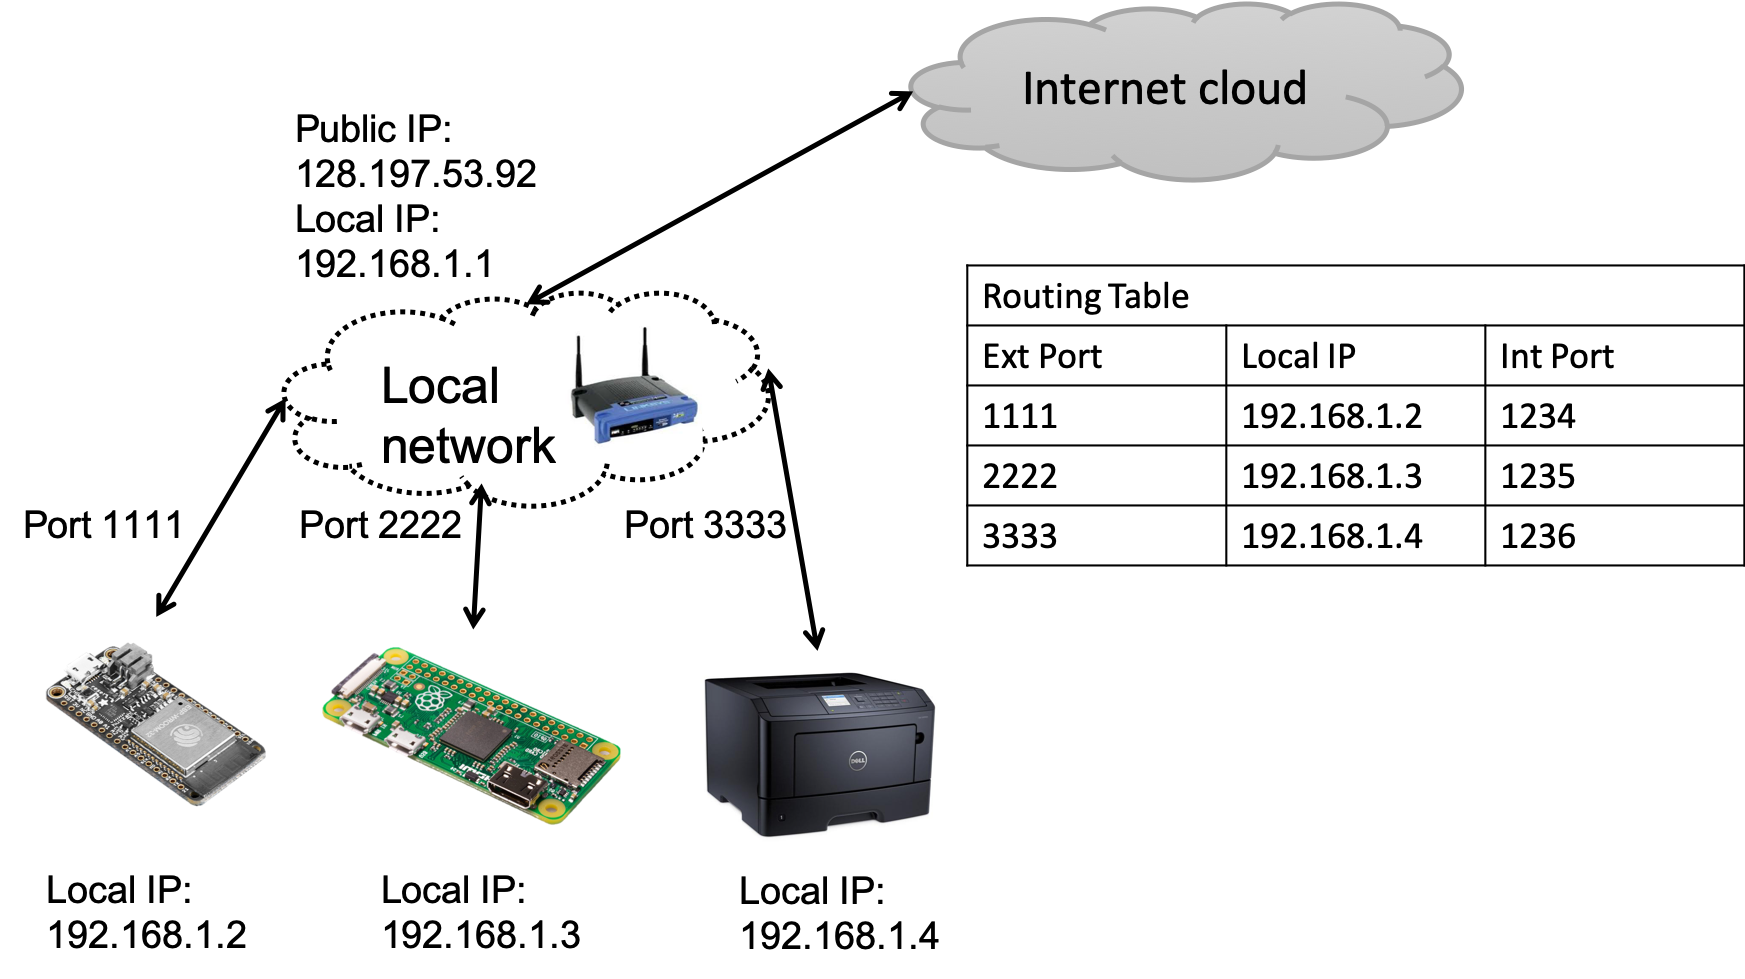 Internet cloud
Public IP:
128.197.53.92
Local IP:
192.168.1.1
Local
network
Port 1111
Port 2222
Port 3333
Routing Table
Ext Port Local IP Int Port
1111 192.168.1.2 1234
2222 192.168.1.3 1235
3333 192.168.1.4 1236
DELL
Local IP:
192.168.1.2
Local IP:
192.168.1.3
Local IP:
192.168.1.4